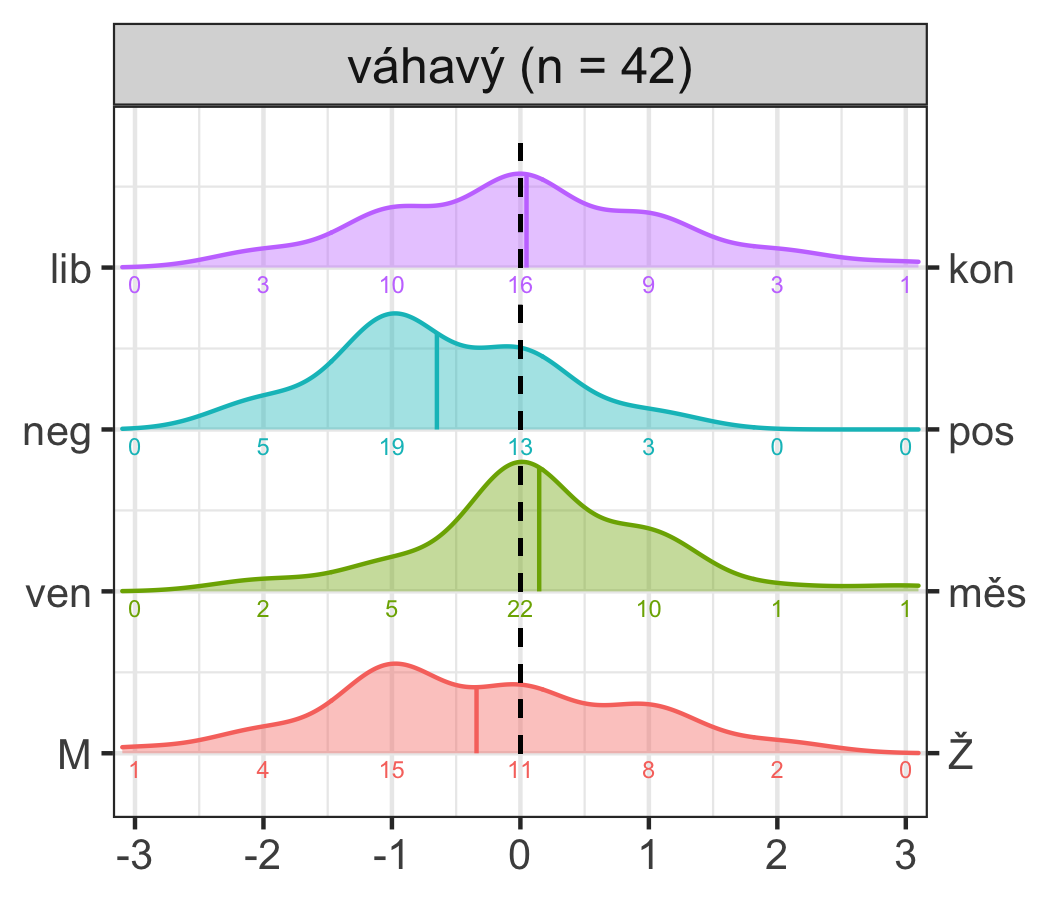 váhavý (n = 42)
lib kon
0 3 10 16 9 3 1
neg pos
0 5 19 13 3 0 0
ven měs
0 2 5 22 10 1 1
M Ž
1 4 15 11 8 2 0
-3 -2 -1 0 1 2 3